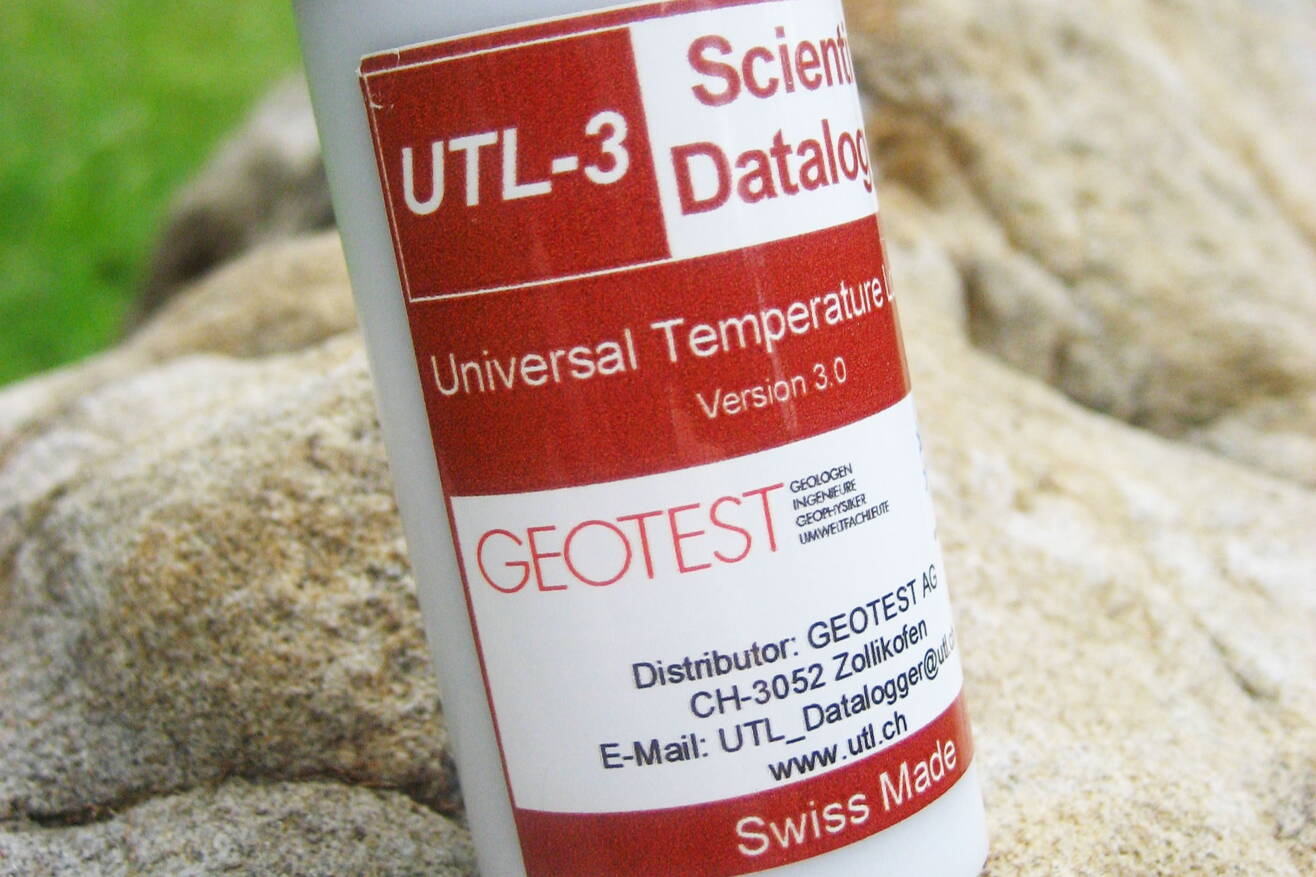 UTL-3
Scienti
Datalog
Universal Temperature L
Version 3.0
GEOTEST
GEOLOGEN
INGENIEURE
GEOPHYSIKER
UMWELTFACHLEUTE
Distributor: GEOTEST AG
CH-3052 Zollikofen
E-Mail: UTL_Datalogger@utl.ch
www.utl.ch
Swiss Made